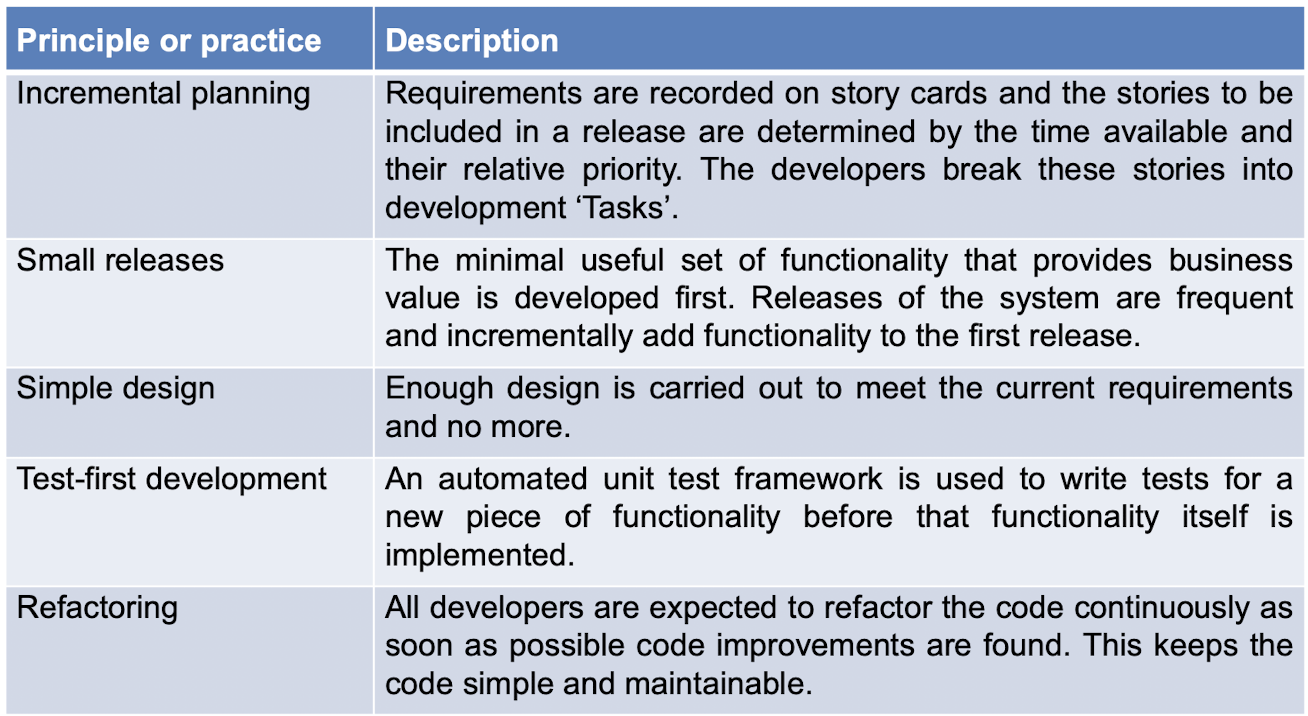 Principle or practice
Description
Incremental planning
Requirements are recorded on story cards and the stories to be
included in a release are determined by the time available and
their relative priority. The developers break these stories into
development ‘Tasks’.
Small releases
The minimal useful set of functionality that provides business
value is developed first. Releases of the system are frequent
and incrementally add functionality to the first release.
Simple design
Enough design is carried out to meet the current requirements
and no more.
Test-first development
An automated unit test framework is used to write tests for a
new piece of functionality before that functionality itself is
implemented.
Refactoring
All developers are expected to refactor the code continuously as
soon as possible code improvements are found. This keeps the
code simple and maintainable.